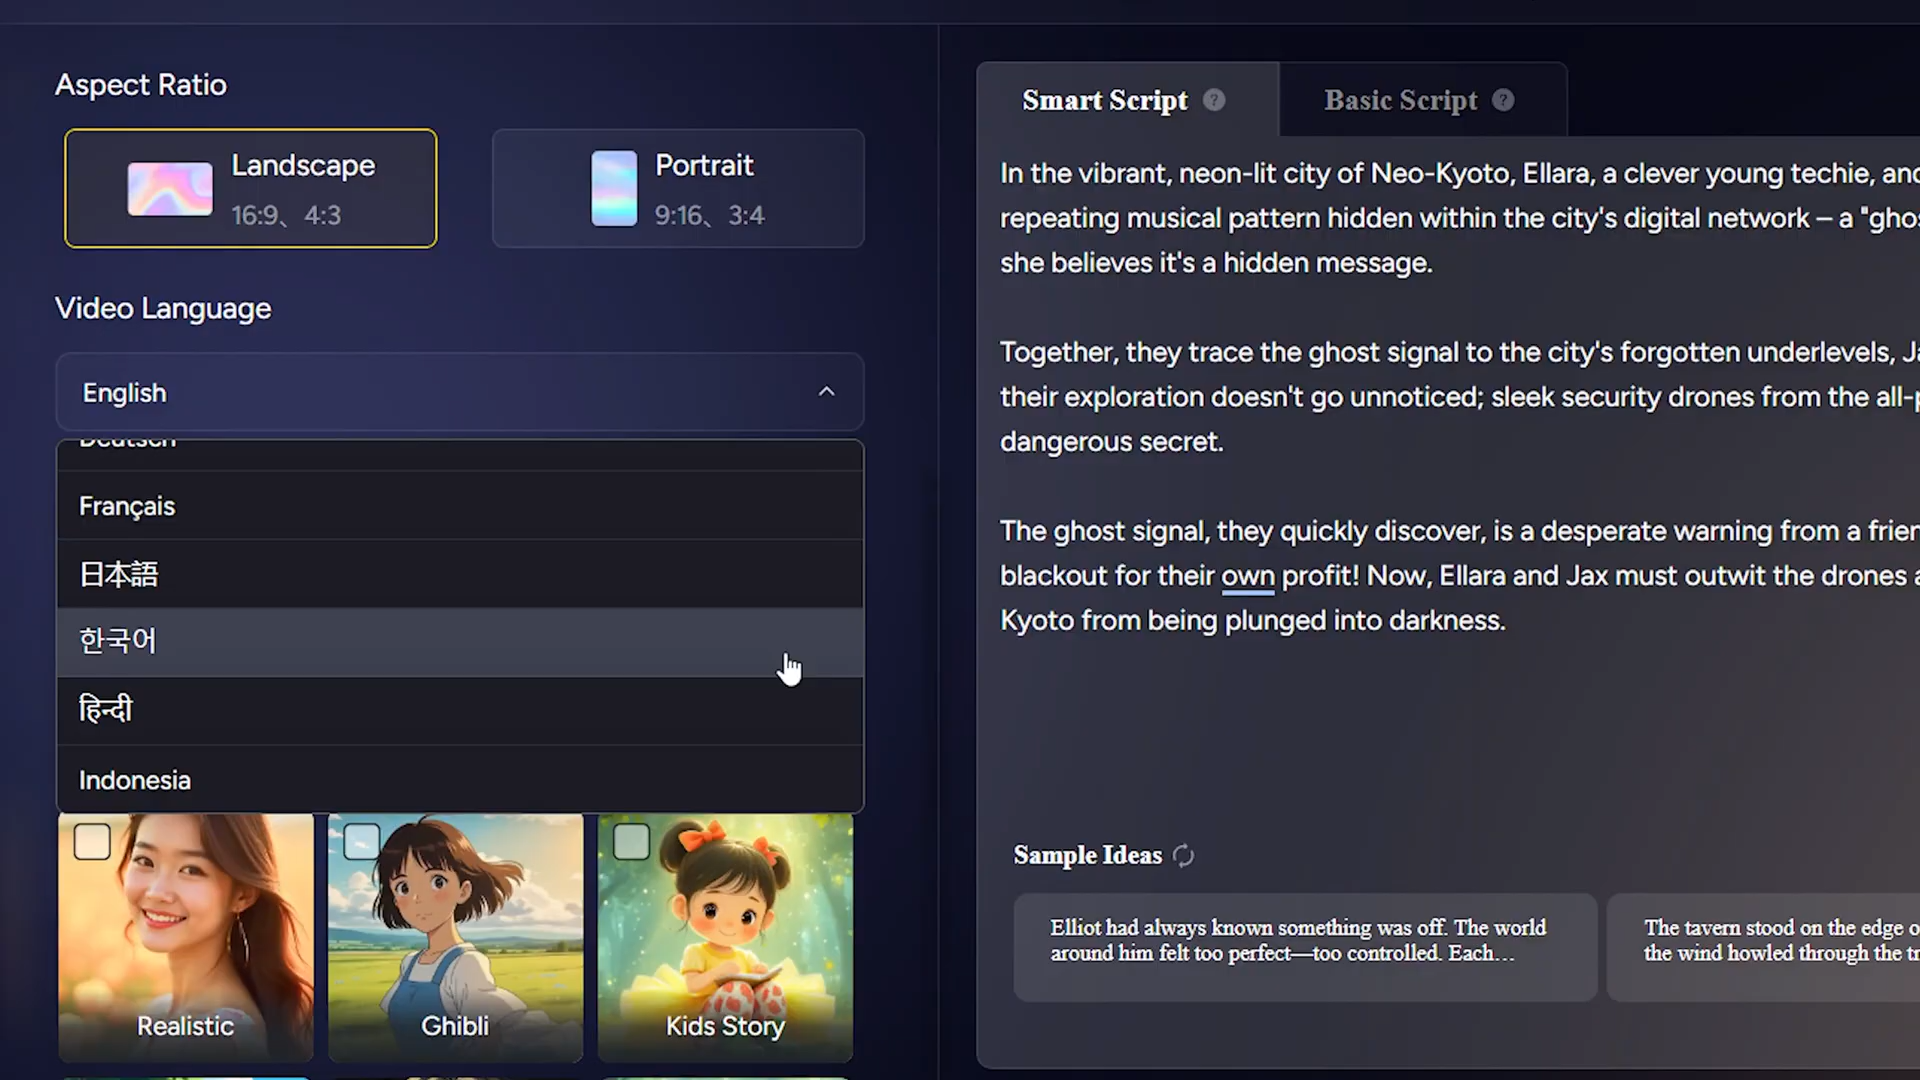 Aspect Ratio
Landscape
16:9、 4:3
Portrait
9:16、 3:4
Video Language
English
Deutsch
Français
日本語
한국어
हिन्दी
Indonesia
Realistic
Ghibli
Kids Story
Smart Script ?
Basic Script ?
In the vibrant, neon-lit city of Neo-Kyoto, Ellara, a clever young techie, and
repeating musical pattern hidden within the city's digital network – a "gho
she believes it's a hidden message.
Together, they trace the ghost signal to the city's forgotten underlevels, Ja
their exploration doesn't go unnoticed; sleek security drones from the all-p
dangerous secret.
The ghost signal, they quickly discover, is a desperate warning from a frien
blackout for their own profit! Now, Ellara and Jax must outwit the drones a
Kyoto from being plunged into darkness.
Sample Ideas
Elliot had always known something was off. The world
around him felt too perfect—too controlled. Each…
The tavern stood on the edge o
the wind howled through the tr